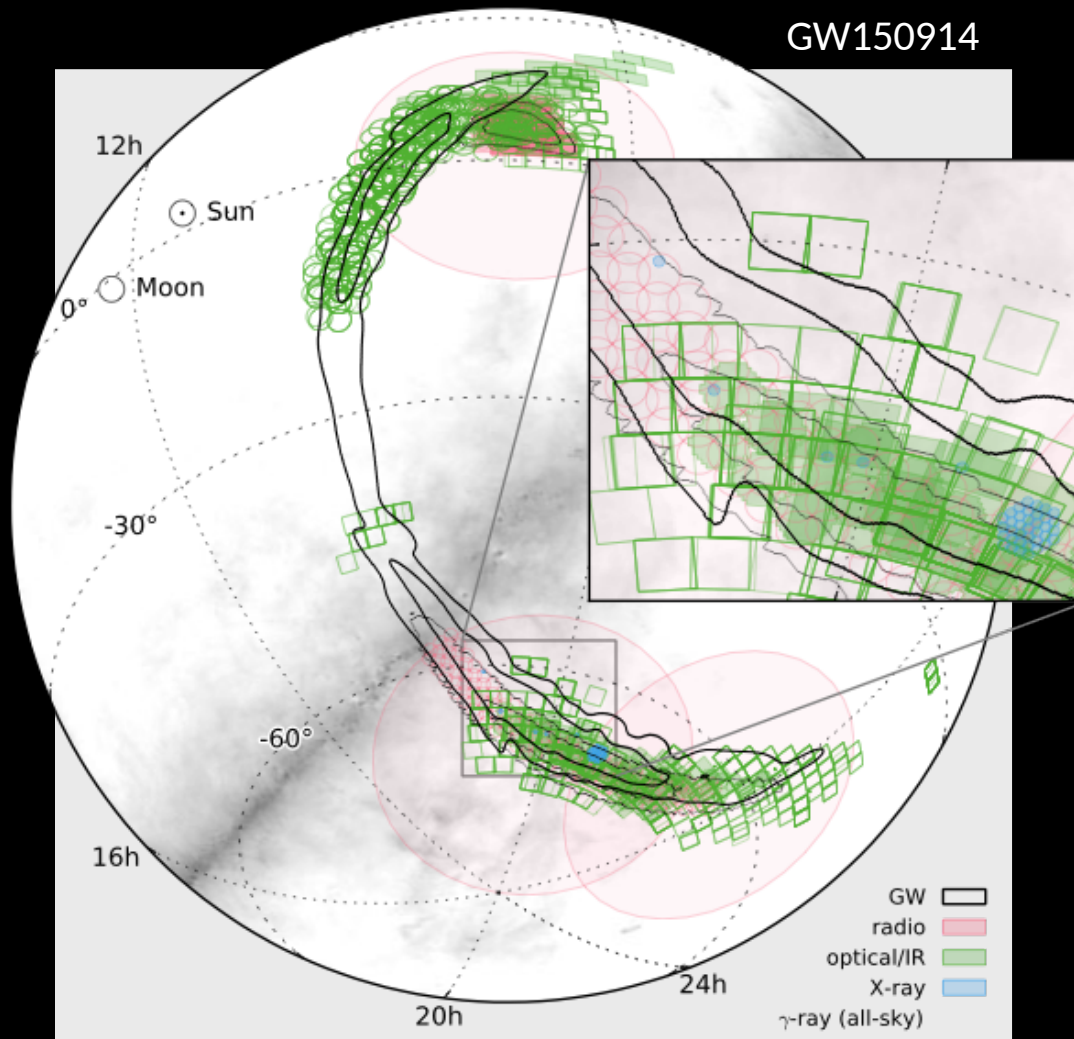 GW150914
12h
Sun
Moon
0°
-30°
-60°
16h
20h
24h
GW
radio
optical/IR
X-ray
γ-ray (all-sky)